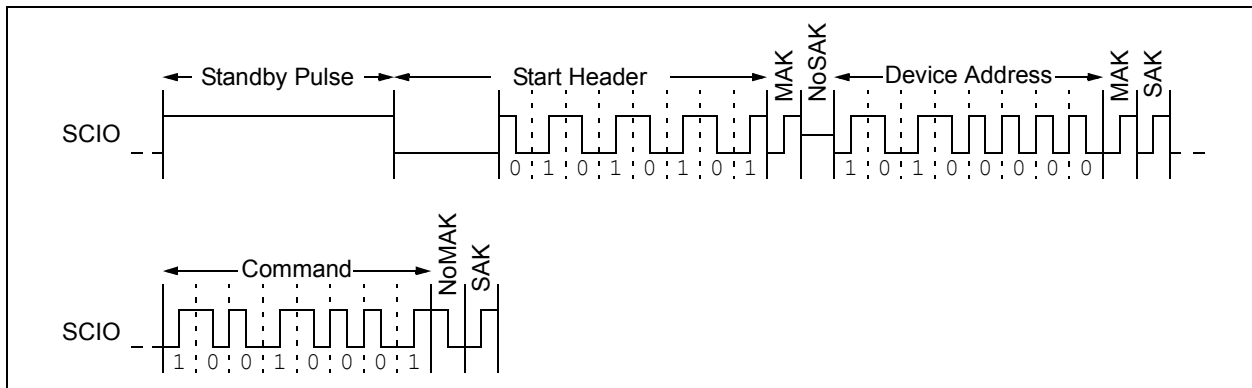 Standby Pulse Start Header MAK NoSAK Device Address MAK SAK
SCIO
0 1 0 1 0 1 0 1 1 0 1 0 0 0 0 0
Command NoMAK SAK
SCIO
1 0 0 1 0 0 0 1